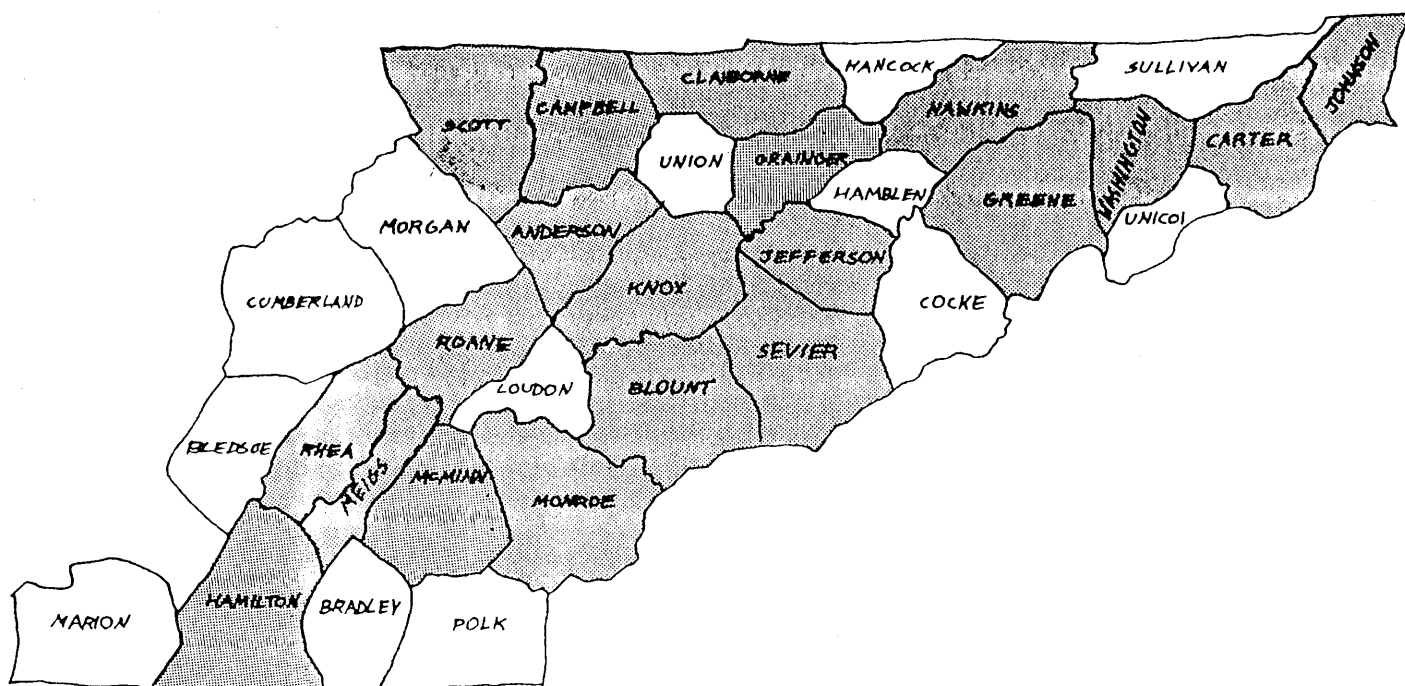 HANCOCK
SULLIVAN
JOHNSON
CLAIBORNE
CAMPBELL
HAWKINS
SCOTT
WASHINGTON
CARTER
UNION
GRAINGER
HAMBLEN
GREENE
UNICOI
MORGAN
ANDERSON
JEFFERSON
KNOX
CUMBERLAND
COCKE
ROANE
SEVIER
LOUDON
BLOUNT
BLEDSOE
RHEA
MEIGS
MCMINN
MONROE
HAMILTON
BRADLEY
MARION
POLK